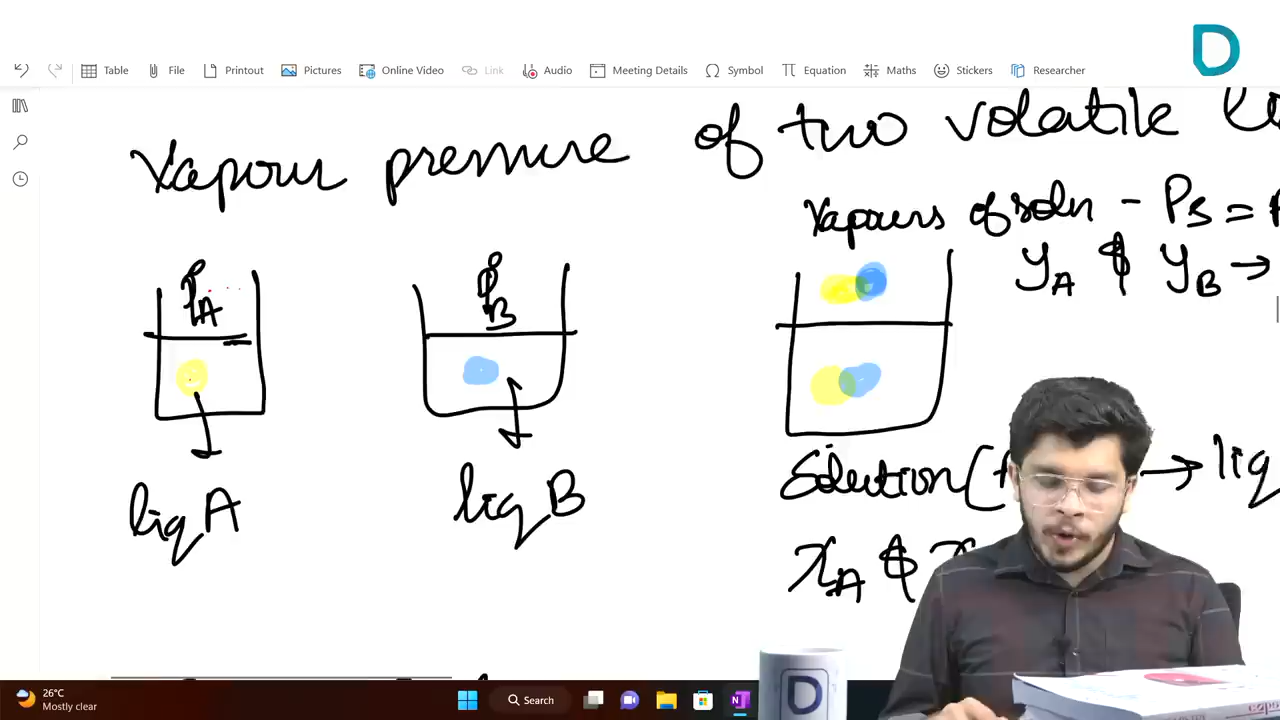 D
Table File Printout Pictures Online Video Link Audio Meeting Details Symbol Equation Maths Stickers Researcher
Vapour pressure of two volatile
Vapours of soln - PS =
yA & yB →
PA
PB
liq A
liq B
Solution ( → liq
xA &
26°C
Mostly clear
Search
D